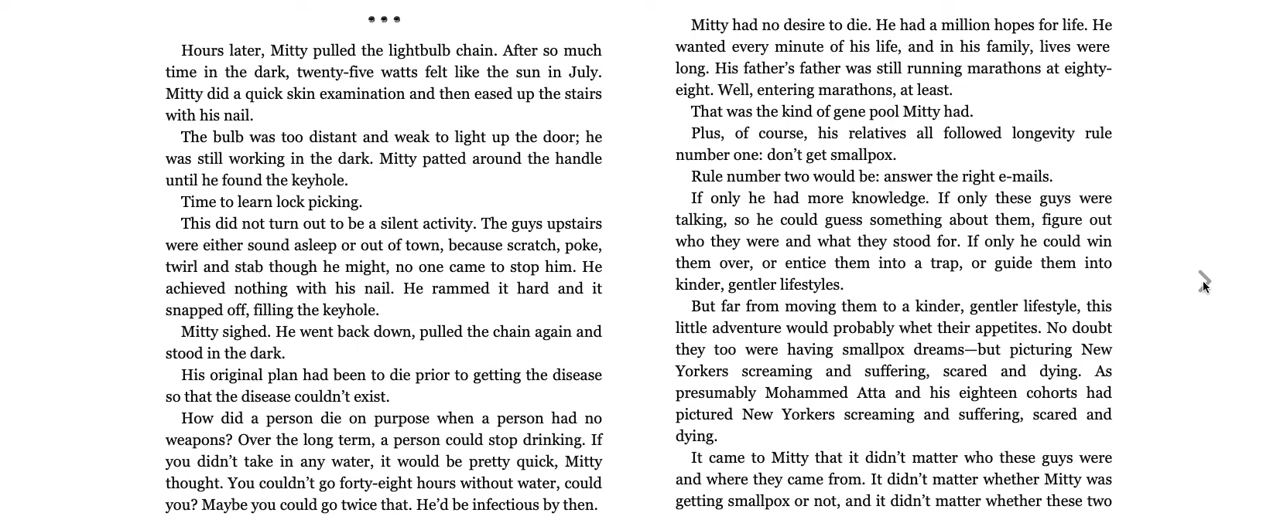 Hours later, Mitty pulled the lightbulb chain. After so much
time in the dark, twenty-five watts felt like the sun in July.
Mitty did a quick skin examination and then eased up the stairs
with his nail.
The bulb was too distant and weak to light up the door; he
was still working in the dark. Mitty patted around the handle
until he found the keyhole.
Time to learn lock picking.
This did not turn out to be a silent activity. The guys upstairs
were either sound asleep or out of town, because scratch, poke,
twirl and stab though he might, no one came to stop him. He
achieved nothing with his nail. He rammed it hard and it
snapped off, filling the keyhole.
Mitty sighed. He went back down, pulled the chain again and
stood in the dark.
His original plan had been to die prior to getting the disease
so that the disease couldn’t exist.
How did a person die on purpose when a person had no
weapons? Over the long term, a person could stop drinking. If
you didn’t take in any water, it would be pretty quick, Mitty
thought. You couldn’t go forty-eight hours without water, could
you? Maybe you could go twice that. He’d be infectious by then.
Mitty had no desire to die. He had a million hopes for life. He
wanted every minute of his life, and in his family, lives were
long. His father’s father was still running marathons at eighty-
eight. Well, entering marathons, at least.
That was the kind of gene pool Mitty had.
Plus, of course, his relatives all followed longevity rule
number one: don’t get smallpox.
Rule number two would be: answer the right e-mails.
If only he had more knowledge. If only these guys were
talking, so he could guess something about them, figure out
who they were and what they stood for. If only he could win
them over, or entice them into a trap, or guide them into
kinder, gentler lifestyles.
But far from moving them to a kinder, gentler lifestyle, this
little adventure would probably whet their appetites. No doubt
they too were having smallpox dreams—but picturing New
Yorkers screaming and suffering, scared and dying. As
presumably Mohammed Atta and his eighteen cohorts had
pictured New Yorkers screaming and suffering, scared and
dying.
It came to Mitty that it didn’t matter who these guys were
and where they came from. It didn’t matter whether Mitty was
getting smallpox or not, and it didn’t matter whether these two